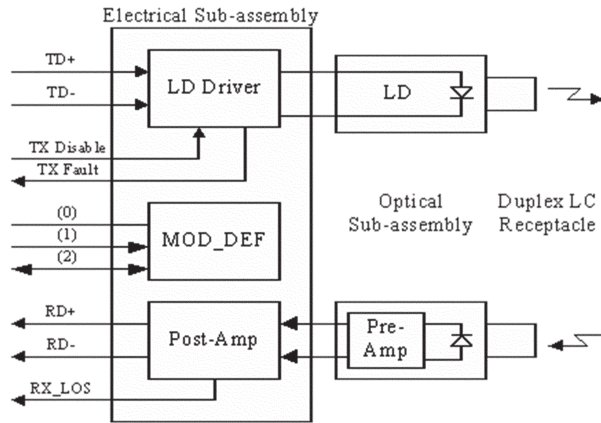 Electrical Sub-assembly
TD+
TD-
LD Driver
LD
TX Disable
TX Fault
(0)
(1)
(2)
MOD_DEF
Optical
Sub-assembly
Duplex LC
Receptacle
RD+
RD-
Post-Amp
Pre-
Amp
RX_LOS